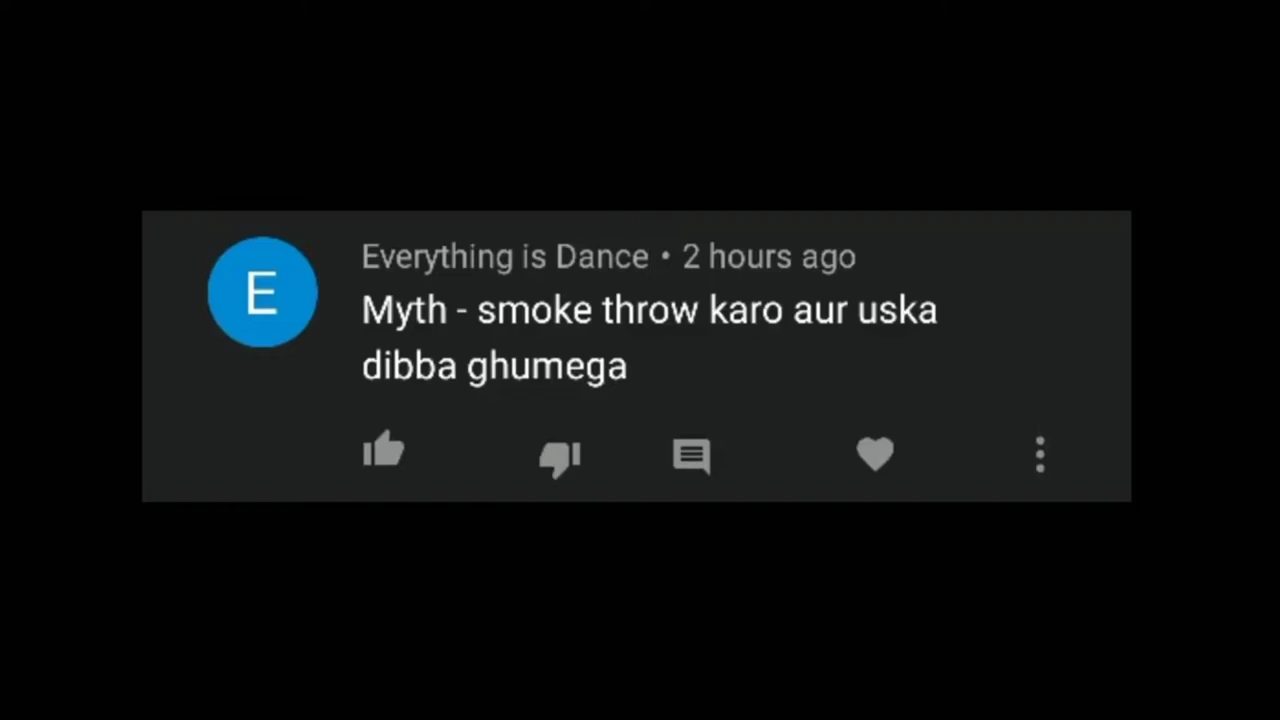 E
Everything is Dance • 2 hours ago
Myth - smoke throw karo aur uska
dibba ghumega